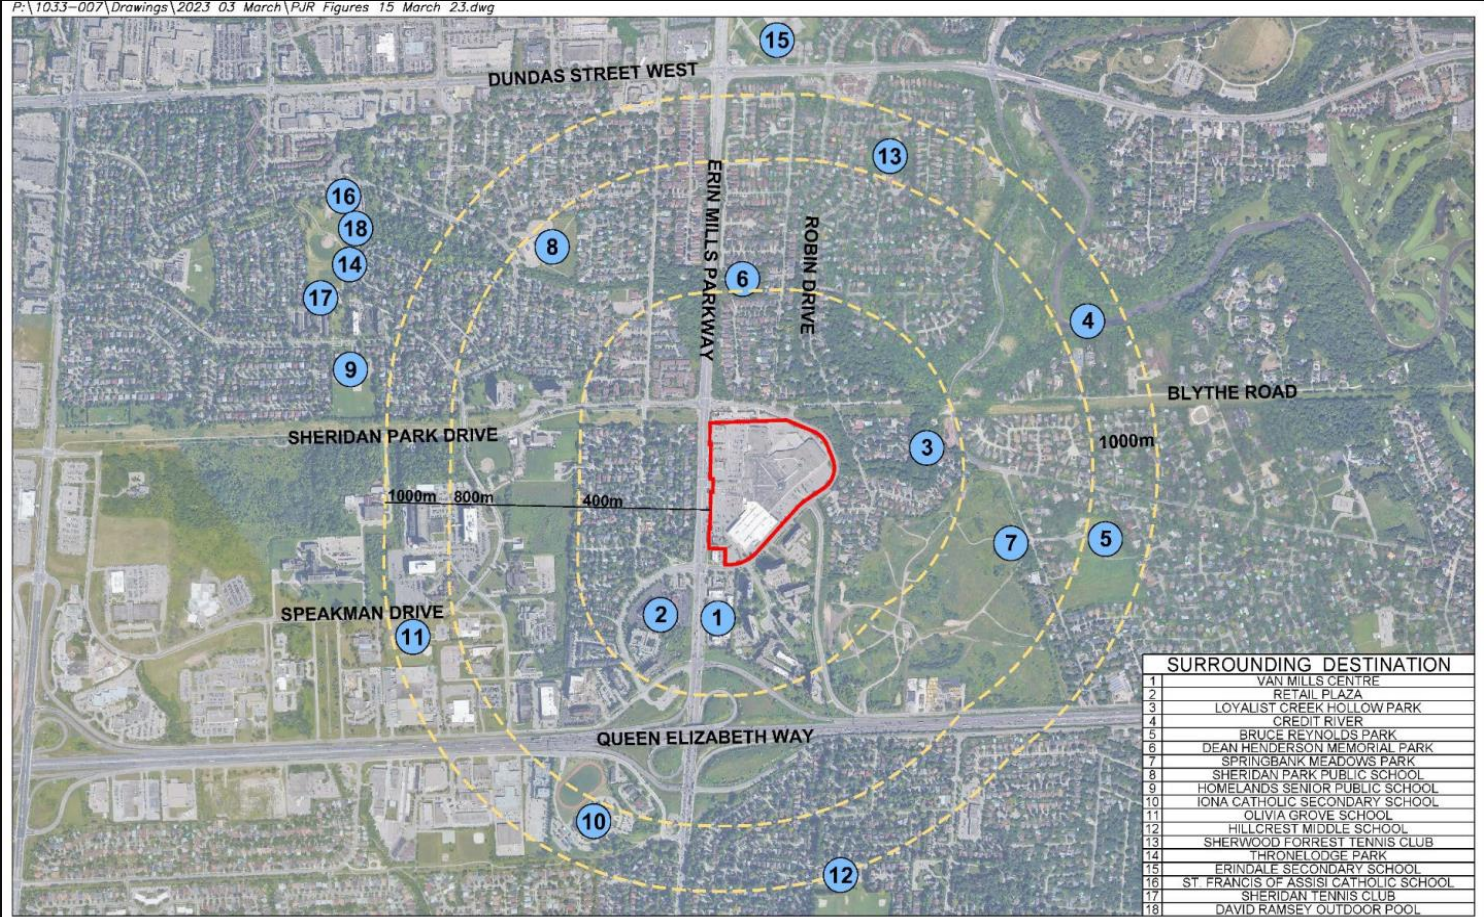 P:\1033-007\Drawings\2023 03 March\PJR Figures 15 March 23.dwg
15
DUNDAS STREET WEST
13
16
18
8
14
6
17
ERIN MILLS PARKWAY
ROBIN DRIVE
4
9
BLYTHE ROAD
SHERIDAN PARK DRIVE
3
1000m
1000m
800m
400m
7
5
SPEAKMAN DRIVE
2
1
11
QUEEN ELIZABETH WAY
10
12
SURROUNDING DESTINATION
1 VAN MILLS CENTRE
2 RETAIL PLAZA
3 LOYALIST CREEK HOLLOW PARK
4 CREDIT RIVER
5 BRUCE REYNOLDS PARK
6 DEAN HENDERSON MEMORIAL PARK
7 SPRINGBANK MEADOWS PARK
8 SHERIDAN PARK PUBLIC SCHOOL
9 HOMELANDS SENIOR PUBLIC SCHOOL
10 IONA CATHOLIC SECONDARY SCHOOL
11 OLIVIA GROVE SCHOOL
12 HILLCREST MIDDLE SCHOOL
13 SHERWOOD FORREST TENNIS CLUB
14 THRONELODGE PARK
15 ERINDALE SECONDARY SCHOOL
16 ST. FRANCIS OF ASSISI CATHOLIC SCHOOL
17 SHERIDAN TENNIS CLUB
18 DAVID RAMSEY OUTDOOR POOL